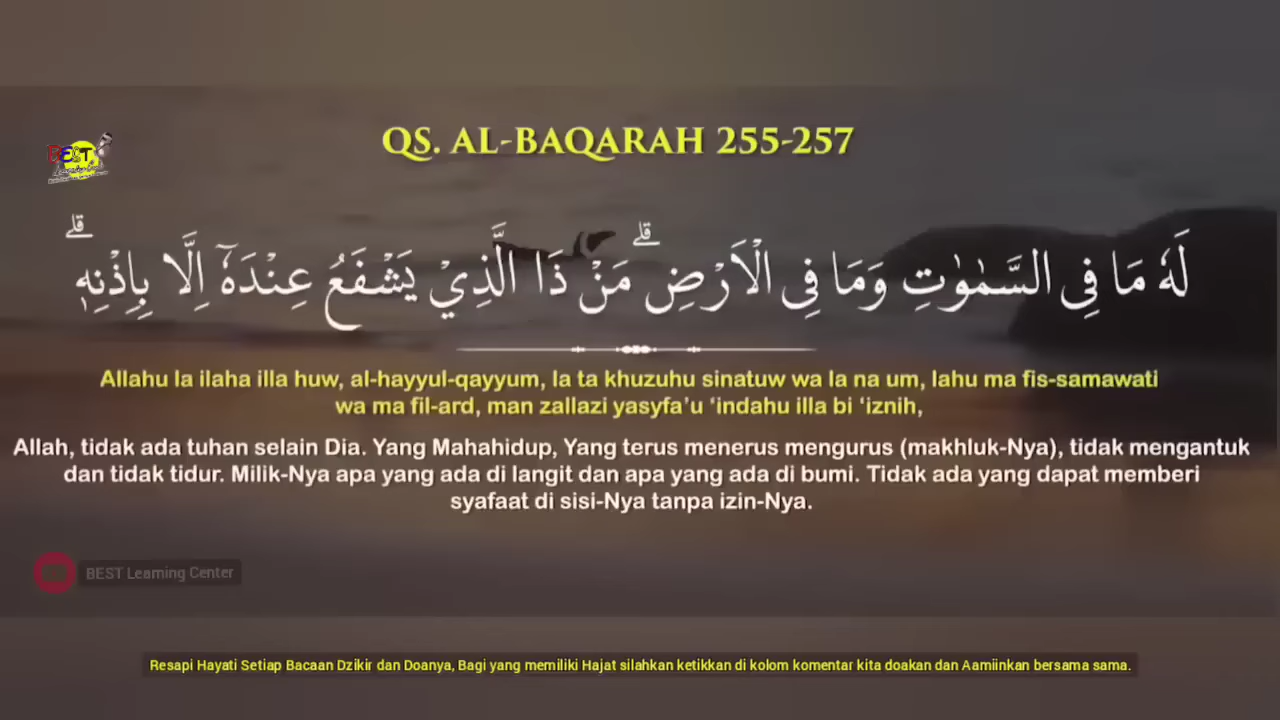 QS. AL-BAQARAH 255-257
BEST
لَهٗ مَا فِى السَّمٰوٰتِ وَمَا فِى الْاَرْضِۗ مَنْ ذَا الَّذِيْ يَشْفَعُ عِنْدَهٗٓ اِلَّا بِاِذْنِهٖۗ
Allahu la ilaha illa huw, al-hayyul-qayyum, la ta khuzuhu sinatuw wa la na um, lahu ma fis-samawati
wa ma fil-ard, man zallazi yasyfa’u ‘indahu illa bi ‘iznih,
Allah, tidak ada tuhan selain Dia. Yang Mahahidup, Yang terus menerus mengurus (makhluk-Nya), tidak mengantuk
dan tidak tidur. Milik-Nya apa yang ada di langit dan apa yang ada di bumi. Tidak ada yang dapat memberi
syafaat di sisi-Nya tanpa izin-Nya.
BEST Learning Center
Resapi Hayati Setiap Bacaan Dzikir dan Doanya, Bagi yang memiliki Hajat silahkan ketikkan di kolom komentar kita doakan dan Aamiinkan bersama sama.